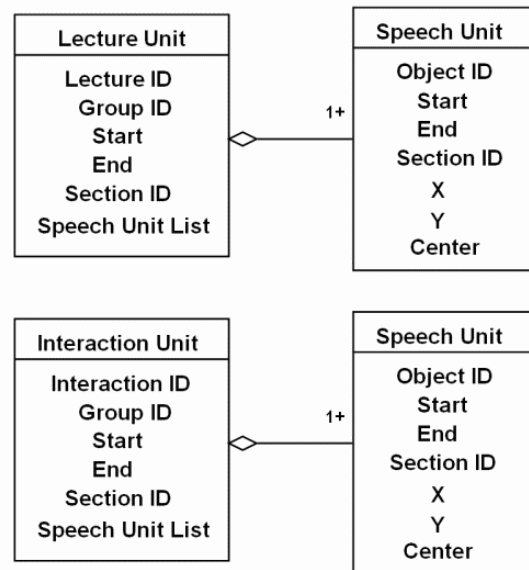 Lecture Unit
Lecture ID
Group ID
Start
End
Section ID
Speech Unit List
1+
Speech Unit
Object ID
Start
End
Section ID
X
Y
Center
Interaction Unit
Interaction ID
Group ID
Start
End
Section ID
Speech Unit List
1+
Speech Unit
Object ID
Start
End
Section ID
X
Y
Center